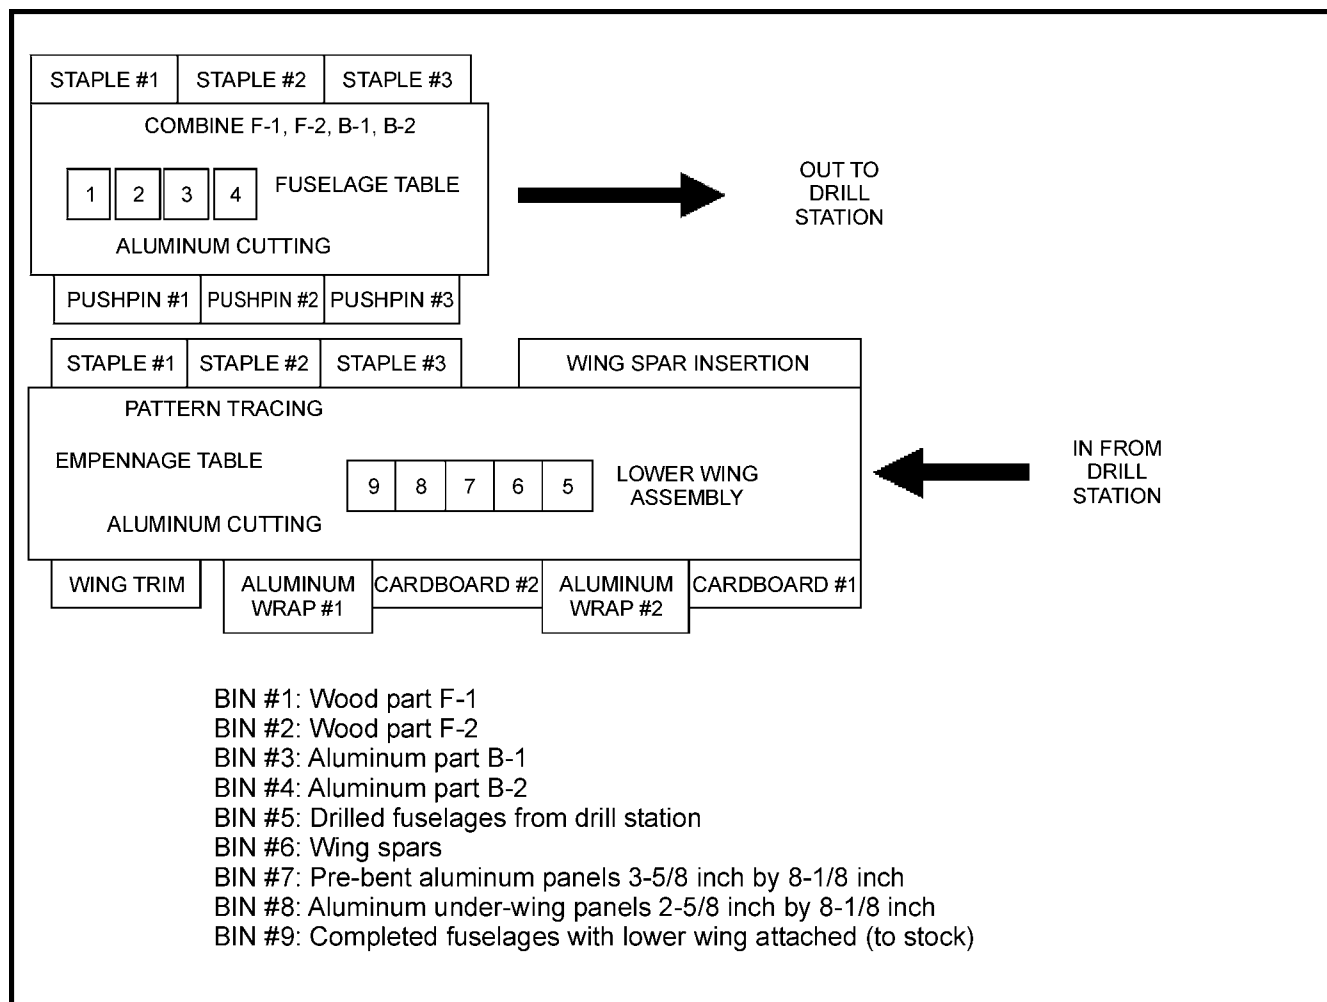 STAPLE #1 STAPLE #2 STAPLE #3
COMBINE F-1, F-2, B-1, B-2
1 2 3 4
FUSELAGE TABLE
ALUMINUM CUTTING
PUSHPIN #1 PUSHPIN #2 PUSHPIN #3
OUT TO
DRILL
STATION
STAPLE #1 STAPLE #2 STAPLE #3 WING SPAR INSERTION
PATTERN TRACING
EMPENNAGE TABLE
9 8 7 6 5
LOWER WING
ASSEMBLY
ALUMINUM CUTTING
IN FROM
DRILL
STATION
WING TRIM
ALUMINUM
WRAP #1
CARDBOARD #2
ALUMINUM
WRAP #2
CARDBOARD #1
BIN #1: Wood part F-1
BIN #2: Wood part F-2
BIN #3: Aluminum part B-1
BIN #4: Aluminum part B-2
BIN #5: Drilled fuselages from drill station
BIN #6: Wing spars
BIN #7: Pre-bent aluminum panels 3-5/8 inch by 8-1/8 inch
BIN #8: Aluminum under-wing panels 2-5/8 inch by 8-1/8 inch
BIN #9: Completed fuselages with lower wing attached (to stock)